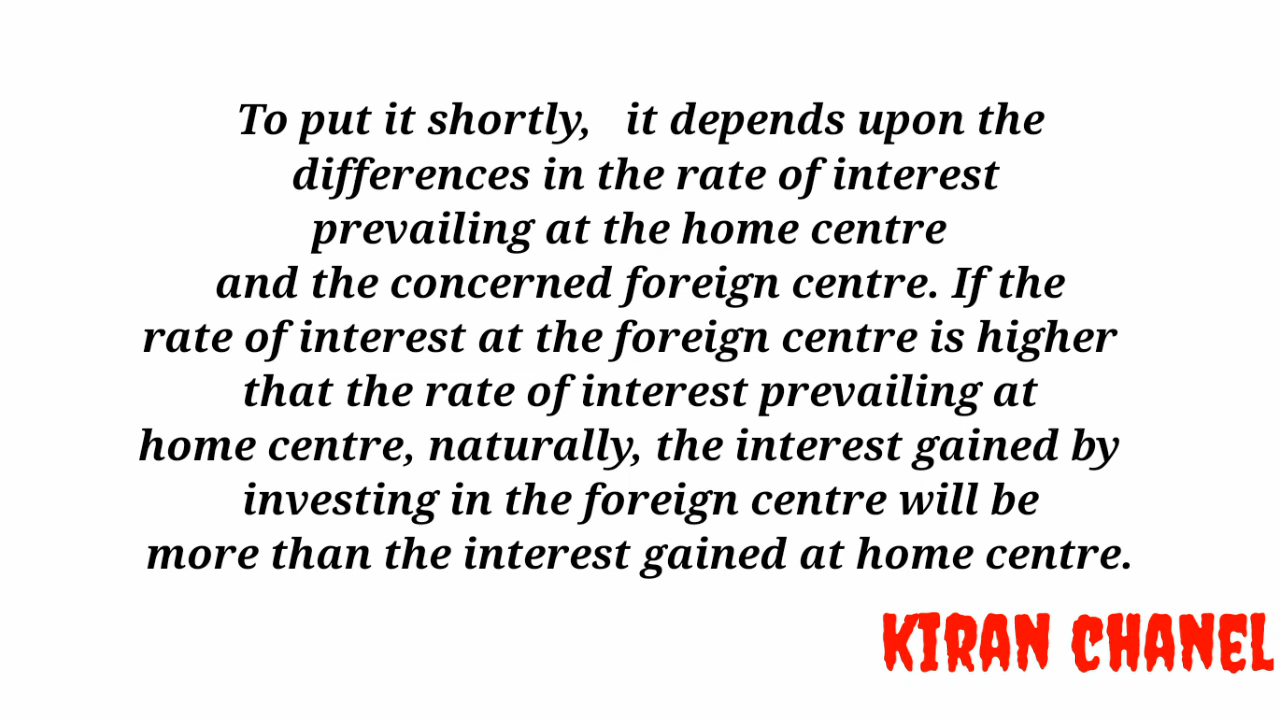 To put it shortly,   it depends upon the
differences in the rate of interest
prevailing at the home centre
and the concerned foreign centre. If the
rate of interest at the foreign centre is higher
that the rate of interest prevailing at
home centre, naturally, the interest gained by
investing in the foreign centre will be
more than the interest gained at home centre.
KIRAN CHANEL